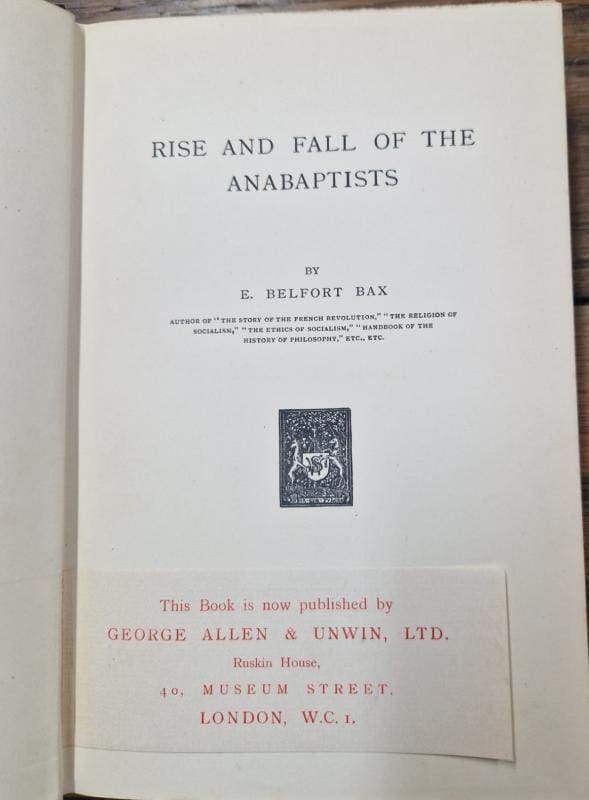 RISE AND FALL OF THE
ANABAPTISTS
BY
E. BELFORT BAX
AUTHOR OF "THE STORY OF THE FRENCH REVOLUTION," "THE RELIGION OF
SOCIALISM," "THE ETHICS OF SOCIALISM," "HANDBOOK OF THE
HISTORY OF PHILOSOPHY," ETC., ETC.
This Book is now published by
GEORGE ALLEN & UNWIN, LTD.
Ruskin House,
40, MUSEUM STREET,
LONDON, W.C. 1.